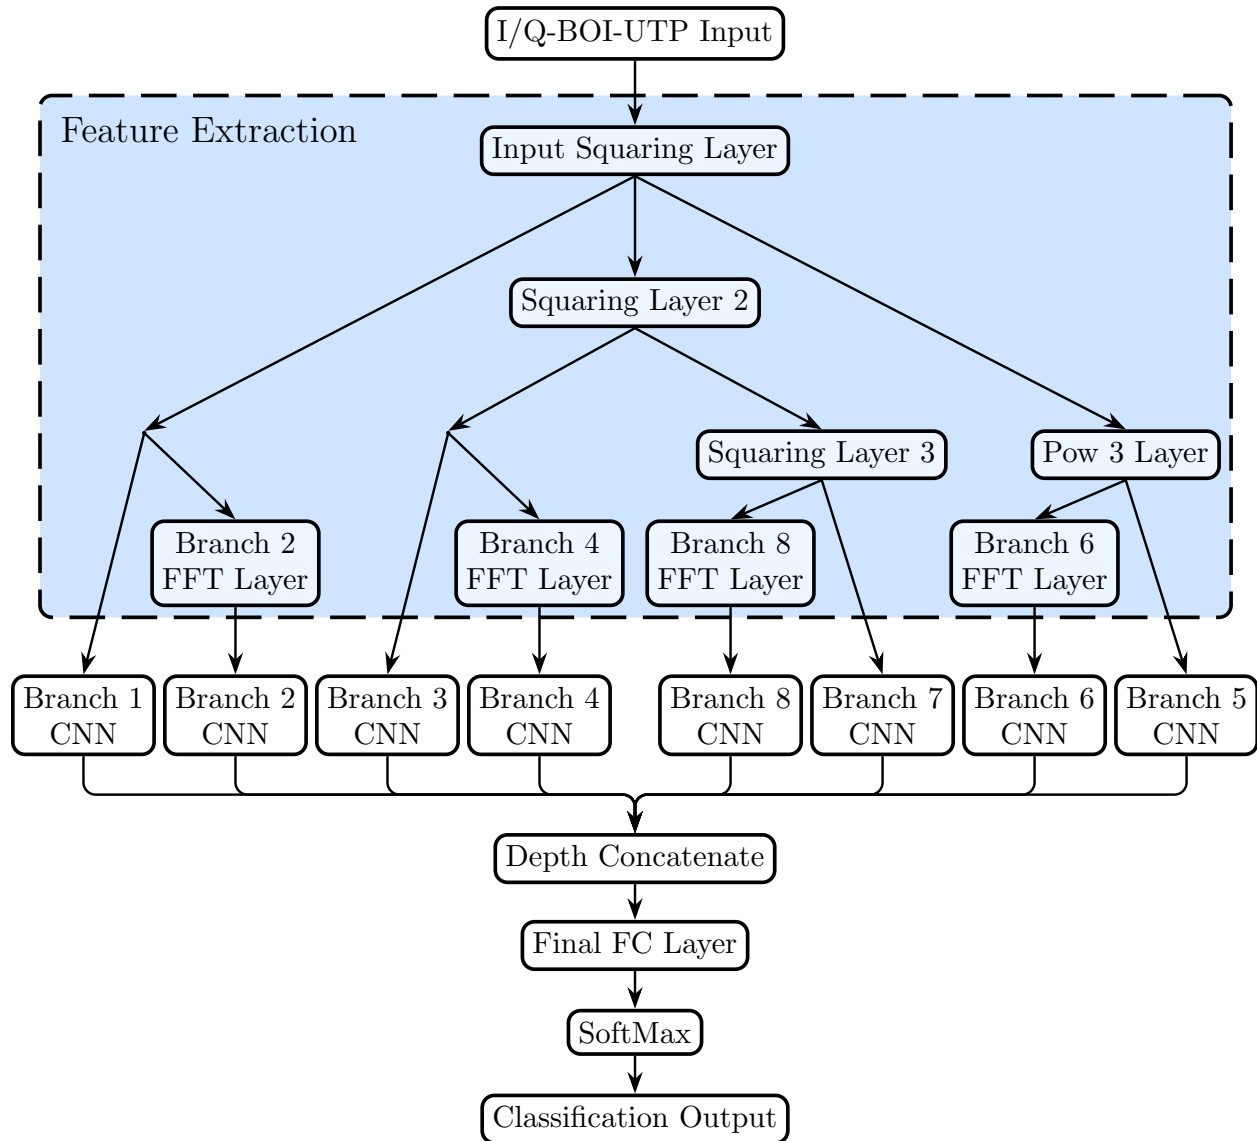 I/Q-BOI-UTP Input
Feature Extraction
Input Squaring Layer
Squaring Layer 2
Squaring Layer 3
Pow 3 Layer
Branch 2
FFT Layer
Branch 4
FFT Layer
Branch 8
FFT Layer
Branch 6
FFT Layer
Branch 1
CNN
Branch 2
CNN
Branch 3
CNN
Branch 4
CNN
Branch 8
CNN
Branch 7
CNN
Branch 6
CNN
Branch 5
CNN
Depth Concatenate
Final FC Layer
SoftMax
Classification Output